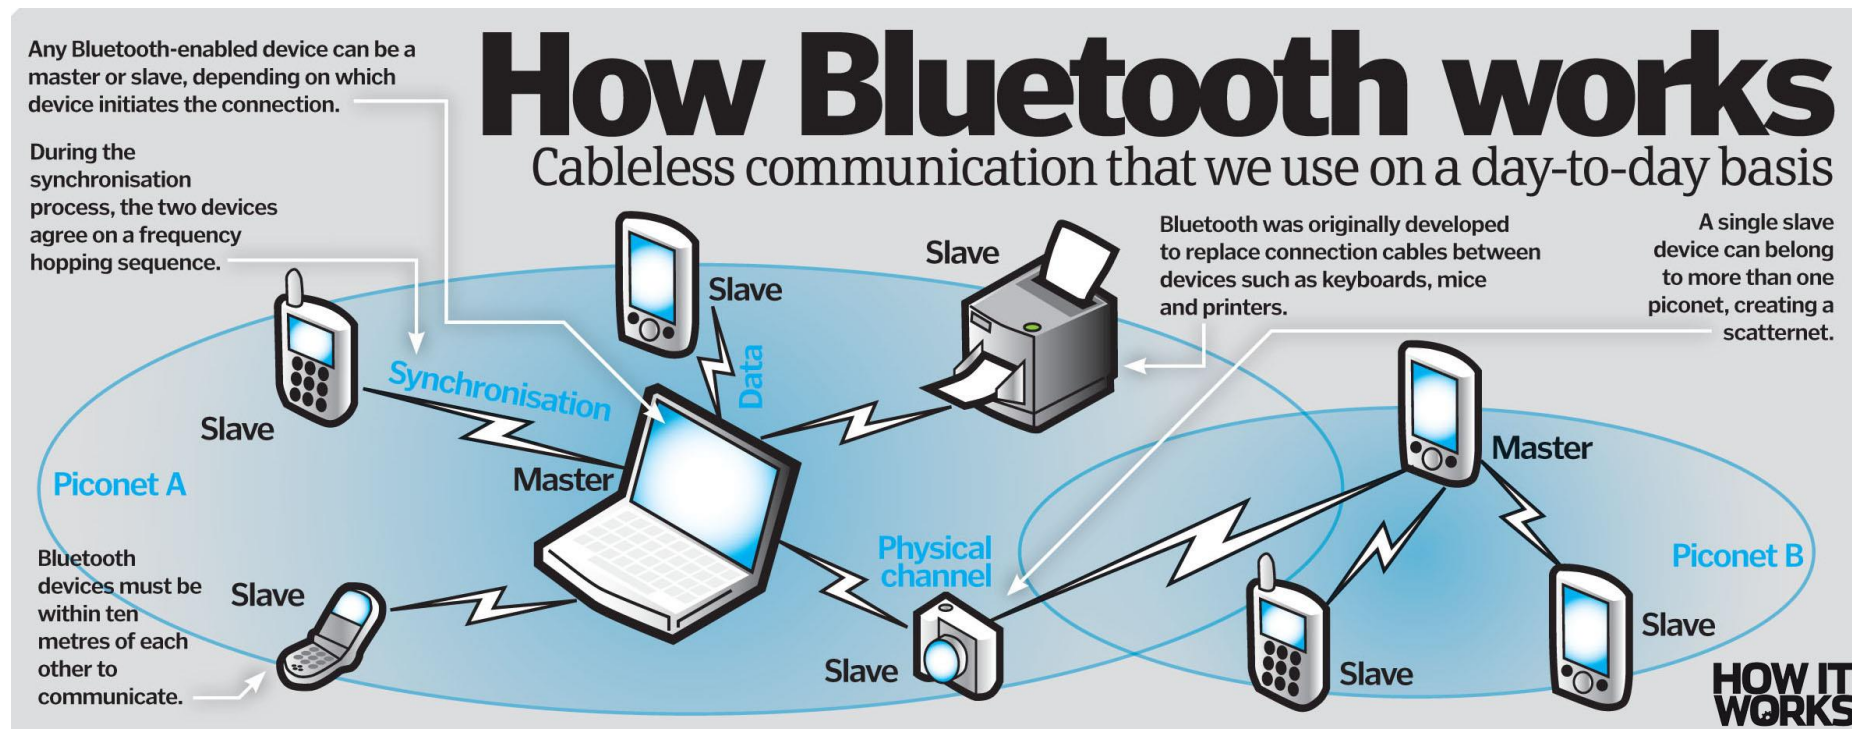 How Bluetooth works
Cableless communication that we use on a day-to-day basis
Any Bluetooth-enabled device can be a
master or slave, depending on which
device initiates the connection.
During the
synchronisation
process, the two devices
agree on a frequency
hopping sequence.
Bluetooth was originally developed
to replace connection cables between
devices such as keyboards, mice
and printers.
A single slave
device can belong
to more than one
piconet, creating a
scatternet.
Slave
Slave
Slave
Synchronisation
Data
Master
Piconet A
Master
Physical
channel
Piconet B
Bluetooth
devices must be
within ten
metres of each
other to
communicate.
Slave
Slave
Slave
Slave
HOW IT
WORKS